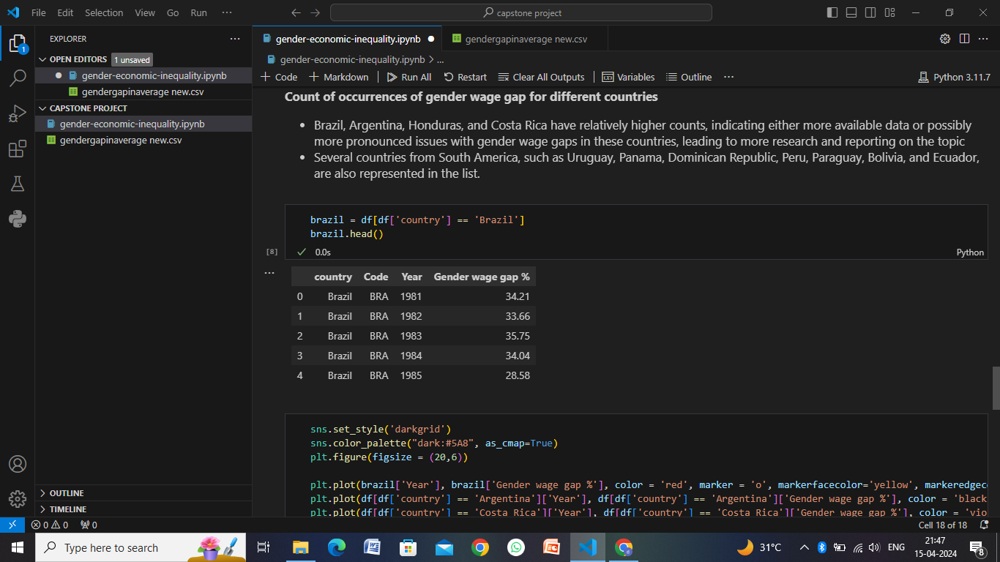 File Edit Selection View Go Run ··· capstone project
EXPLORER ···
OPEN EDITORS 1 unsaved
gender-economic-inequality.ipynb
gendergapinaverage new.csv
CAPSTONE PROJECT
gender-economic-inequality.ipynb
gendergapinaverage new.csv
OUTLINE
TIMELINE
1
gender-economic-inequality.ipynb gendergapinaverage new.csv
gender-economic-inequality.ipynb > ...
+ Code + Markdown Run All Restart Clear All Outputs Variables Outline ··· Python 3.11.7
Count of occurrences of gender wage gap for different countries
• Brazil, Argentina, Honduras, and Costa Rica have relatively higher counts, indicating either more available data or possibly
more pronounced issues with gender wage gaps in these countries, leading to more research and reporting on the topic
• Several countries from South America, such as Uruguay, Panama, Dominican Republic, Peru, Paraguay, Bolivia, and Ecuador,
are also represented in the list.
brazil = df[df['country'] == 'Brazil']
brazil.head()
[8] ✓ 0.0s Python
...
country Code Year Gender wage gap %
0 Brazil BRA 1981 34.21
1 Brazil BRA 1982 33.66
2 Brazil BRA 1983 35.75
3 Brazil BRA 1984 34.04
4 Brazil BRA 1985 28.58
sns.set_style('darkgrid')
sns.color_palette("dark:#5A8", as_cmap=True)
plt.figure(figsize = (20,6))
plt.plot(brazil['Year'], brazil['Gender wage gap %'], color = 'red', marker = 'o', markerfacecolor='yellow', markeredgec
plt.plot(df[df['country'] == 'Argentina']['Year'], df[df['country'] == 'Argentina']['Gender wage gap %'], color = 'black
plt.plot(df[df['country'] == 'Costa Rica']['Year'], df[df['country'] == 'Costa Rica']['Gender wage gap %'], color = 'vio
0 0 0 Cell 18 of 18
Type here to search 31°C ENG 21:47
15-04-2024 8